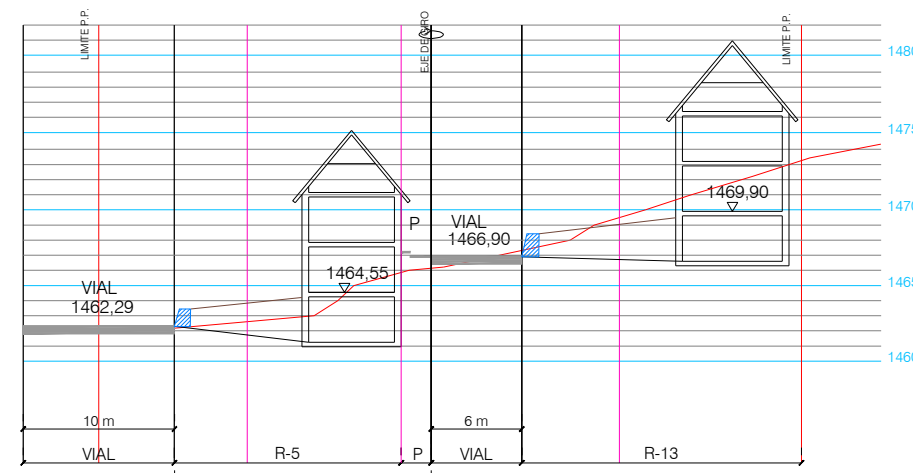 LIMITE P.P.
EJE DE GIRO
LIMITE P.P.
1480
1475
1470
1465
1460
1469,90
P
VIAL
1466,90
1464,55
VIAL
1462,29
10 m
6 m
VIAL
R-5
P
VIAL
R-13